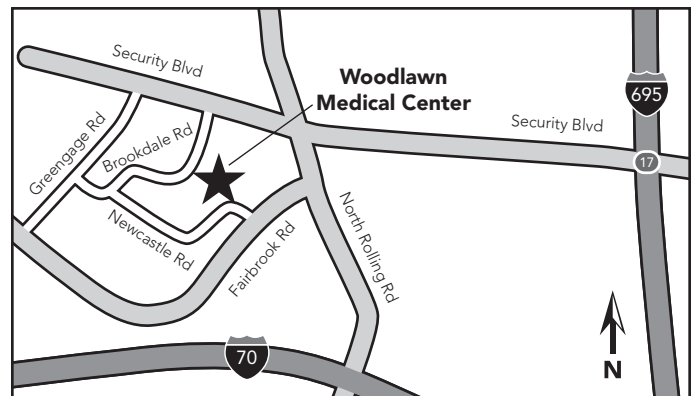 Security Blvd
Woodlawn
Medical Center
695
Security Blvd
17
Greengage Rd
Brookdale Rd
Newcastle Rd
Fairbrook Rd
North Rolling Rd
70
N